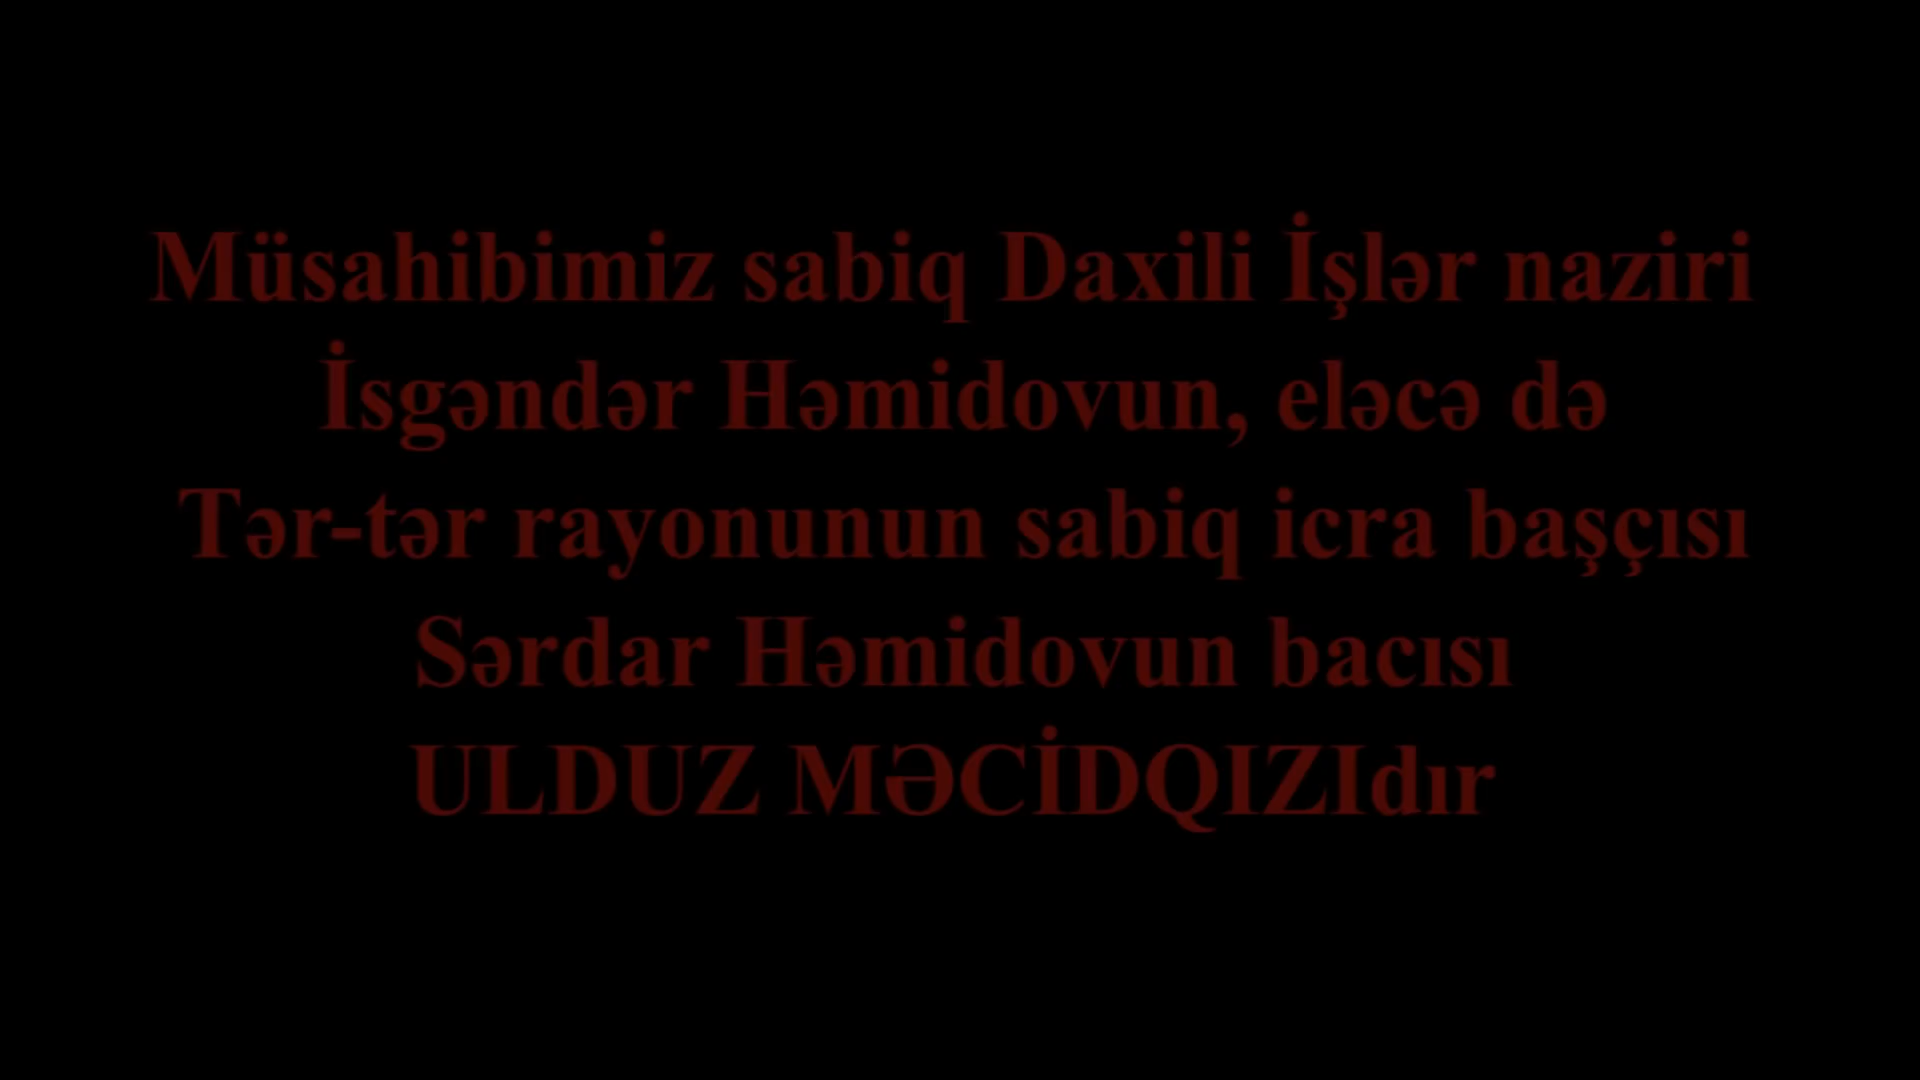 Müsahibimiz sabiq Daxili İşlər naziri
İsgəndər Həmidovun, eləcə də
Tər-tər rayonunun sabiq icra başçısı
Sərdar Həmidovun bacısı
ULDUZ MƏCİDQIZIdır